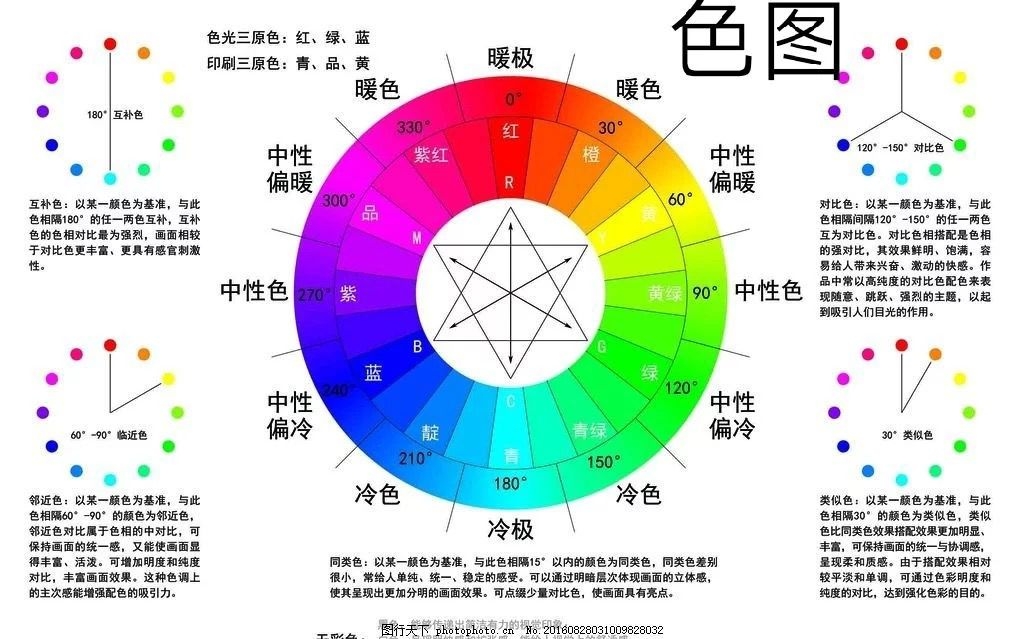 色图
色光三原色：红、绿、蓝
印刷三原色：青、品、黄
180° 互补色
互补色：以某一颜色为基准，与此
色相隔180° 的任一两色互补，互补
色的色相对比最为强烈，画面相较
于对比色更丰富、更具有感官刺激
性。
60° -90° 临近色
邻近色：以某一颜色为基准，与此
色相隔60° -90° 的颜色为邻近色，
邻近色对比属于色相的中对比，可
保持画面的统一感，又能使画面显
得丰富、活泼。可增加明度和纯度
对比，丰富画面效果。这种色调上
的主次感能增强配色的吸引力。
暖极
暖色
中性
偏暖
中性色
中性
偏冷
冷色
冷极
冷色
中性
偏冷
中性色
中性
偏暖
暖色
0°
30°
60°
90°
120°
150°
180°
210°
240°
270°
300°
330°
红
橙
黄
黄绿
绿
青绿
青
靛
蓝
紫
品
紫红
R
Y
G
C
B
M
120° -150° 对比色
对比色：以某一颜色为基准，与此
色相隔间隔120° -150° 的任一两色
互为对比色。对比色相搭配是色相
的强对比，其效果鲜明、饱满，容
易给人带来兴奋、激动的快感。作
品中常以高纯度的对比色配色来表
现随意、跳跃、强烈的主题，以起
到吸引人们目光的作用。
30° 类似色
类似色：以某一颜色为基准，与此
色相隔30° 的颜色为类似色，类似
色比同类色效果搭配效果更加明显、
丰富，可保持画面的统一与协调感，
呈现柔和质感。由于搭配效果相对
较平淡和单调，可通过色彩明度和
纯度的对比，达到强化色彩的目的。
同类色：以某一颜色为基准，与此色相隔15° 以内的颜色为同类色，同类色差别
很小，常给人单纯、统一、稳定的感受。可以通过明暗层次体现画面的立体感，
使其呈现出更加分明的画面效果。可点缀少量对比色，使画面具有亮点。
黑色：能够传递出简洁有力的视觉印象
图行天下 www.photophoto.cn No.20160828031009828032